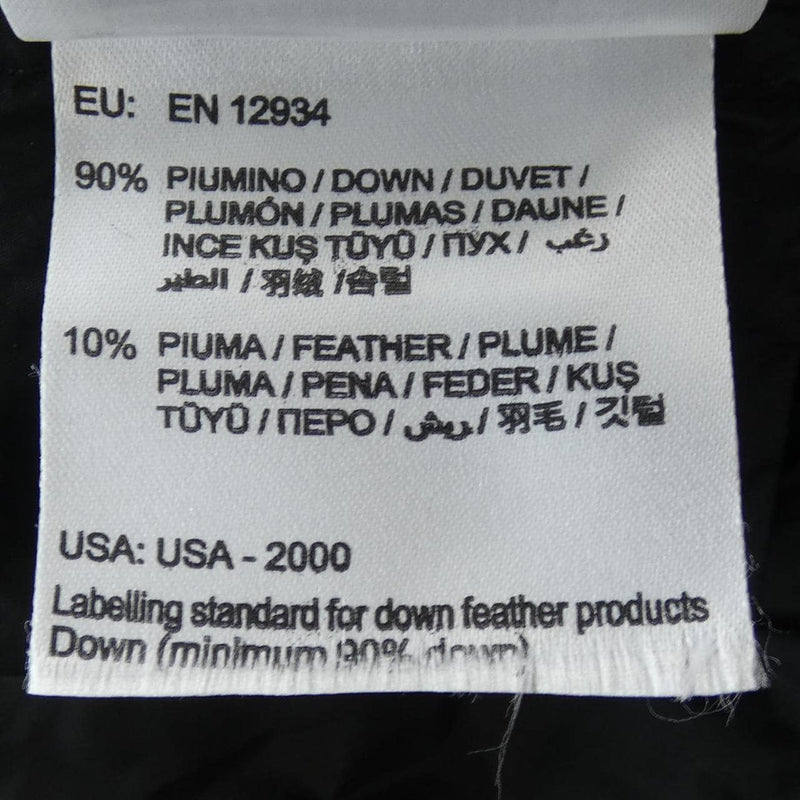 EU: EN 12934
90% PIUMINO / DOWN / DUVET /
PLUMÓN / PLUMAS / DAUNE /
INCE KUŞ TÜYÜ / ПУХ / زغب
الطير / 羽绒 / 솜털
10% PIUMA / FEATHER / PLUME /
PLUMA / PENA / FEDER / KUŞ
TÜYÜ / ПЕРО / ريش / 羽毛 / 깃털
USA: USA - 2000
Labelling standard for down feather products
Down (minimum 90% down)